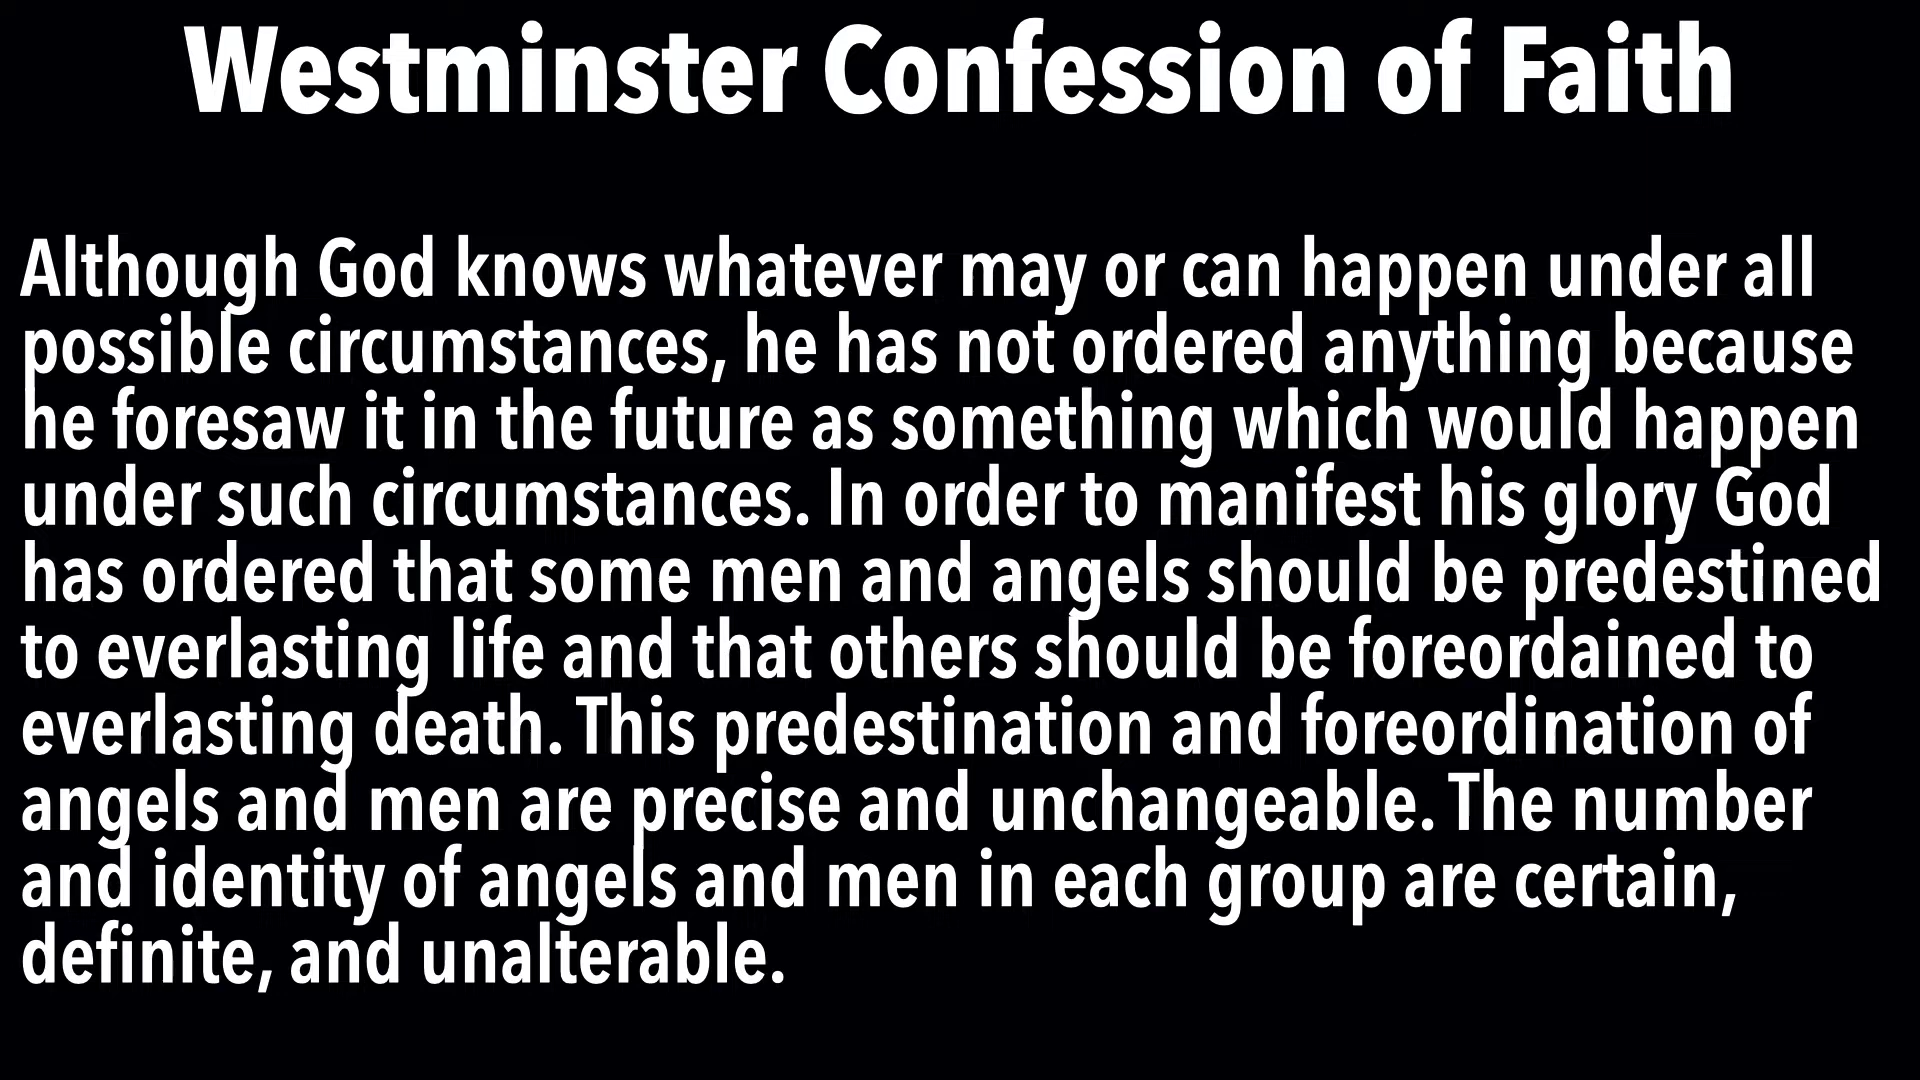 Westminster Confession of Faith
Although God knows whatever may or can happen under all
possible circumstances, he has not ordered anything because
he foresaw it in the future as something which would happen
under such circumstances. In order to manifest his glory God
has ordered that some men and angels should be predestined
to everlasting life and that others should be foreordained to
everlasting death. This predestination and foreordination of
angels and men are precise and unchangeable. The number
and identity of angels and men in each group are certain,
definite, and unalterable.